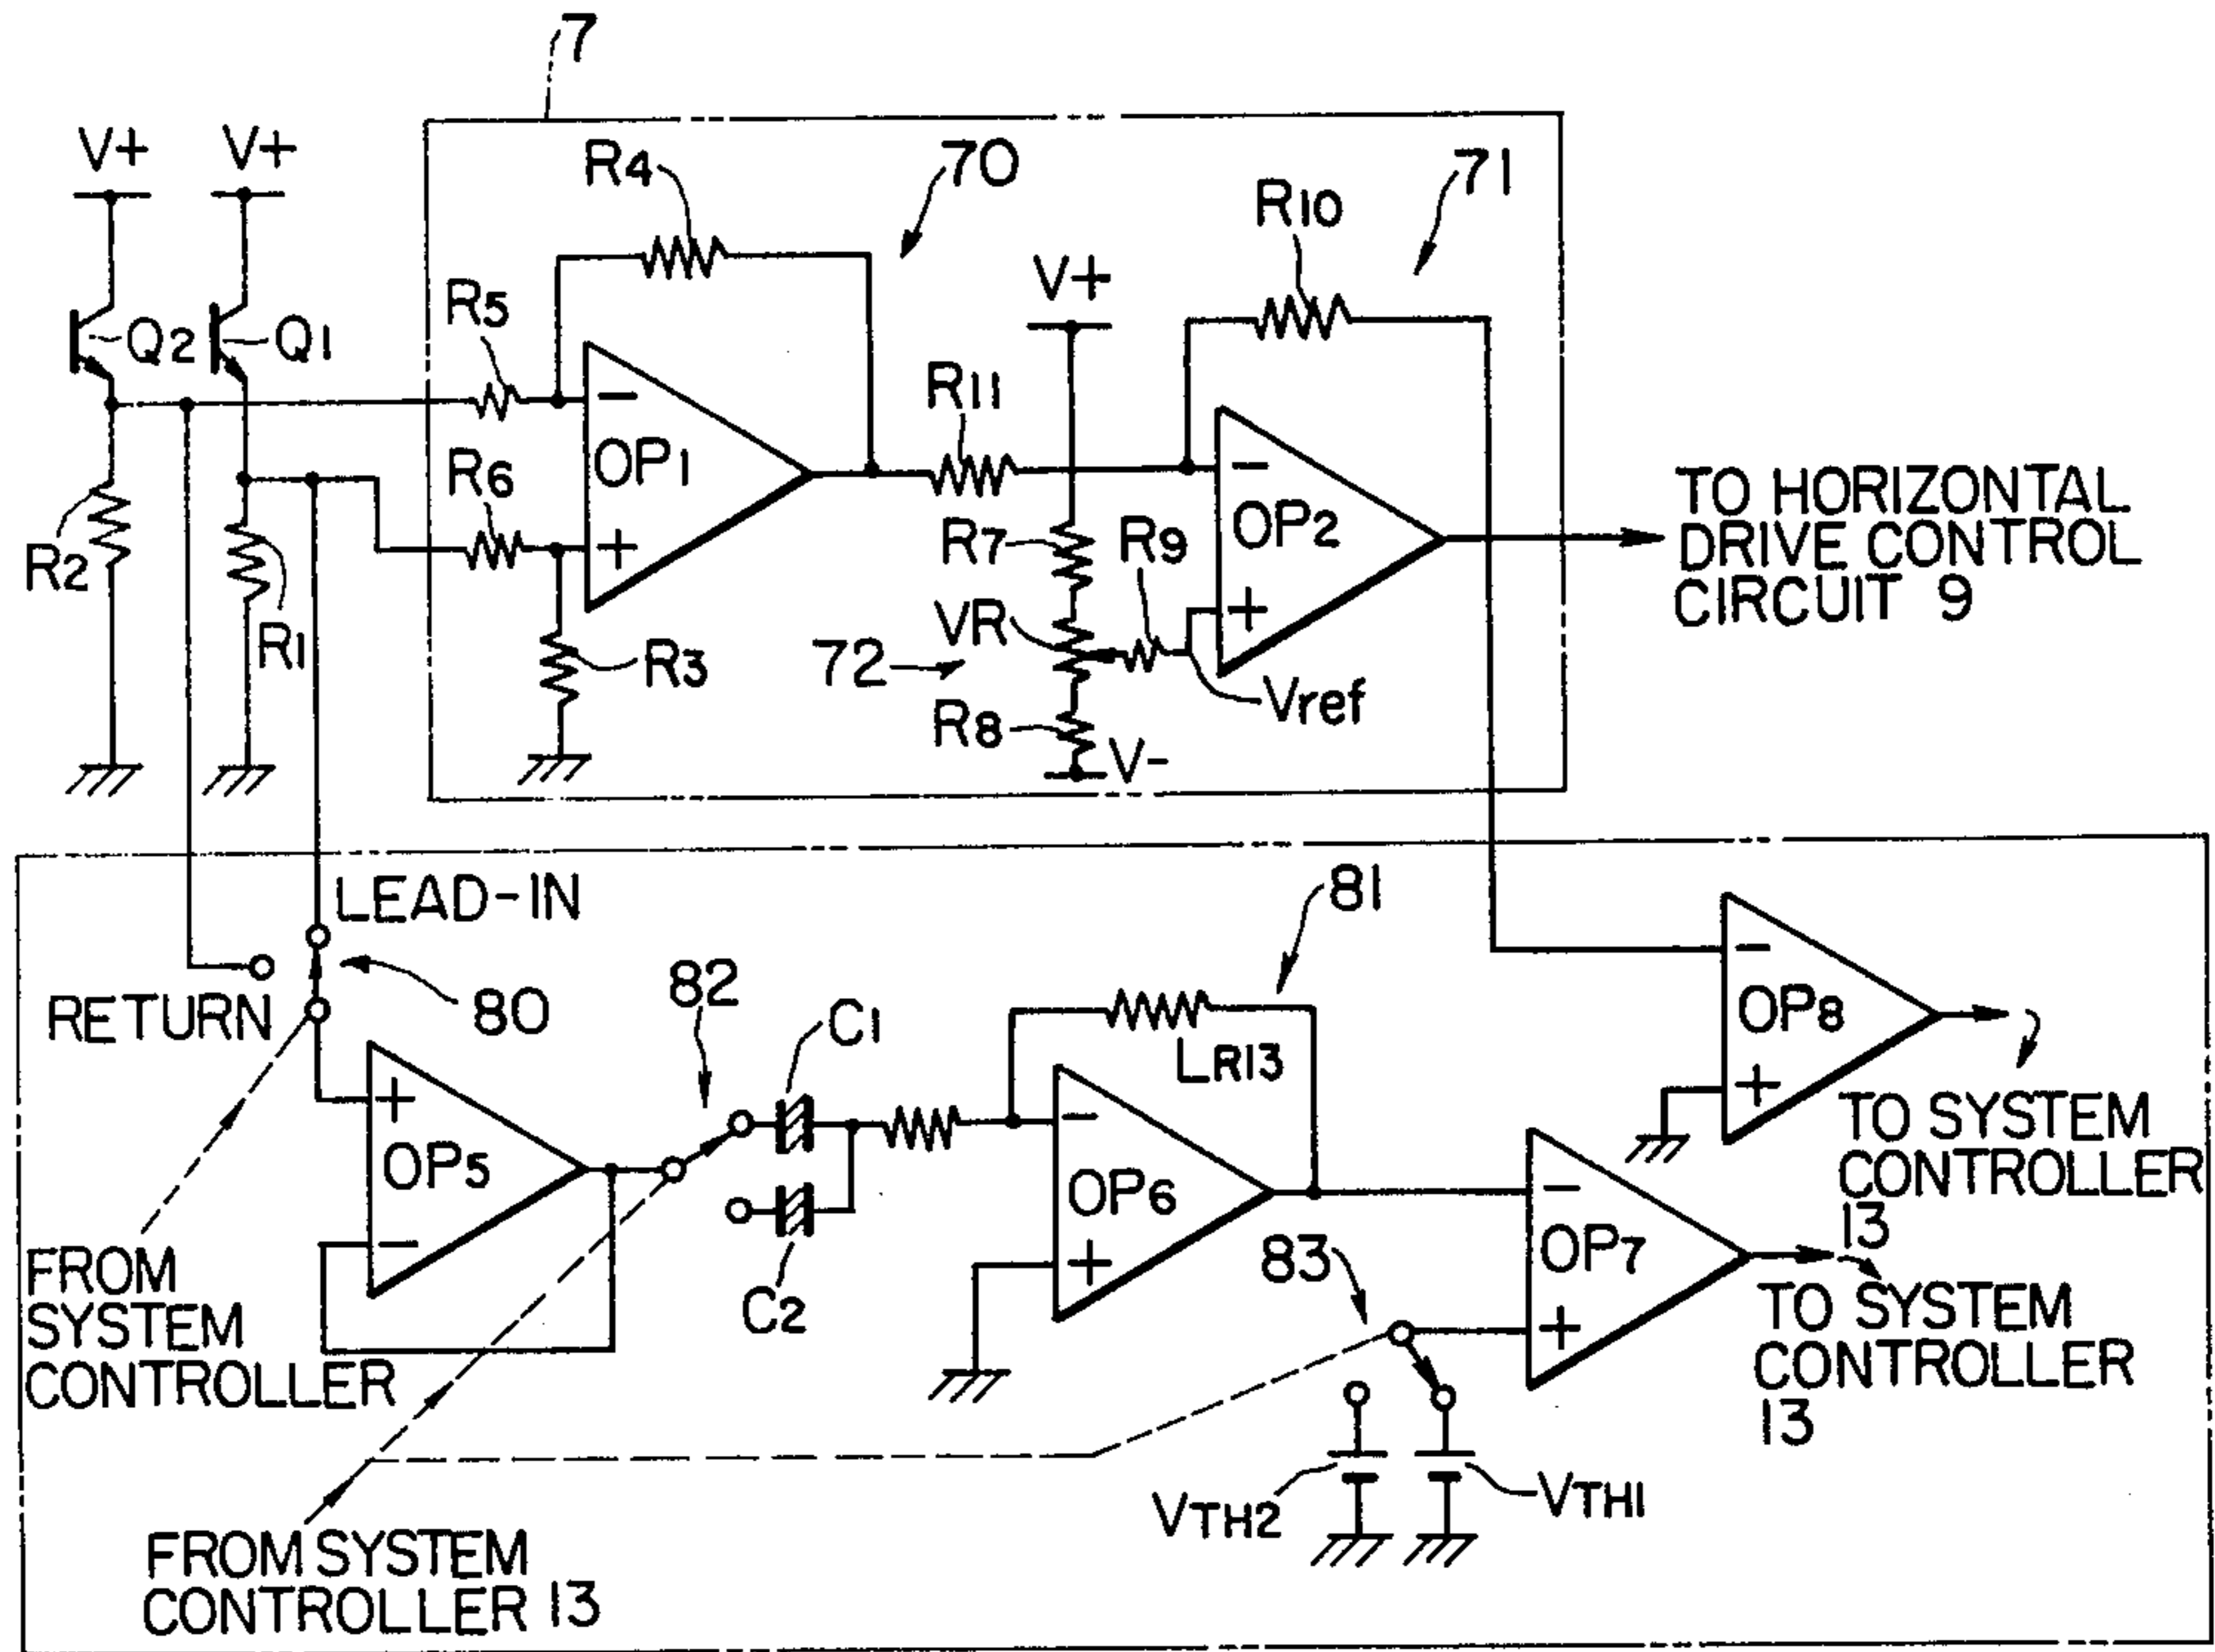 7
V+
V+
R4
70
71
R10
R5
V+
Q2
Q1
R11
-
OP1
R6
-
OP2
TO HORIZONTAL
DRIVE CONTROL
CIRCUIT 9
R7
R9
R2
+
R1
VR
+
72
R3
R8
Vref
V-
LEAD-IN
81
-
RETURN
80
82
C1
OP8
LR13
+
+
-
TO SYSTEM
CONTROLLER
13
OP5
OP6
-
OP7
-
C2
+
83
FROM
SYSTEM
CONTROLLER
+
TO SYSTEM
CONTROLLER
13
VTH2
VTH1
FROM SYSTEM
CONTROLLER 13